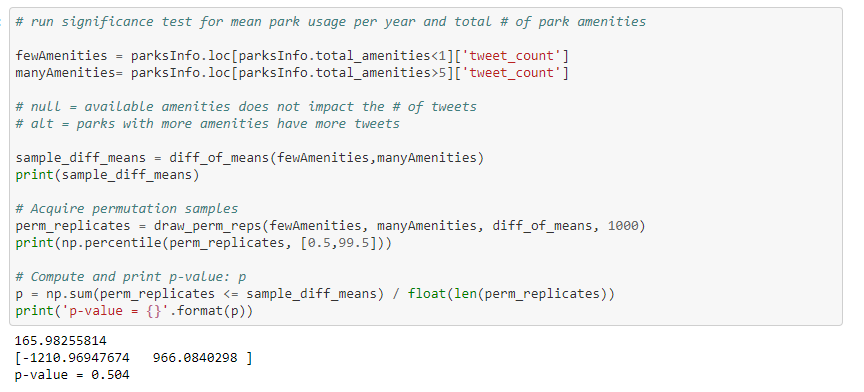 # run significance test for mean park usage per year and total # of park amenities
fewAmenities = parksInfo.loc[parksInfo.total_amenities<1]['tweet_count']
manyAmenities= parksInfo.loc[parksInfo.total_amenities>5]['tweet_count']
# null = available amenities does not impact the # of tweets
# alt = parks with more amenities have more tweets
sample_diff_means = diff_of_means(fewAmenities,manyAmenities)
print(sample_diff_means)
# Acquire permutation samples
perm_replicates = draw_perm_reps(fewAmenities, manyAmenities, diff_of_means, 1000)
print(np.percentile(perm_replicates, [0.5,99.5]))
# Compute and print p-value: p
p = np.sum(perm_replicates <= sample_diff_means) / float(len(perm_replicates))
print('p-value = {}'.format(p))
165.98255814
[-1210.96947674   966.0840298 ]
p-value = 0.504